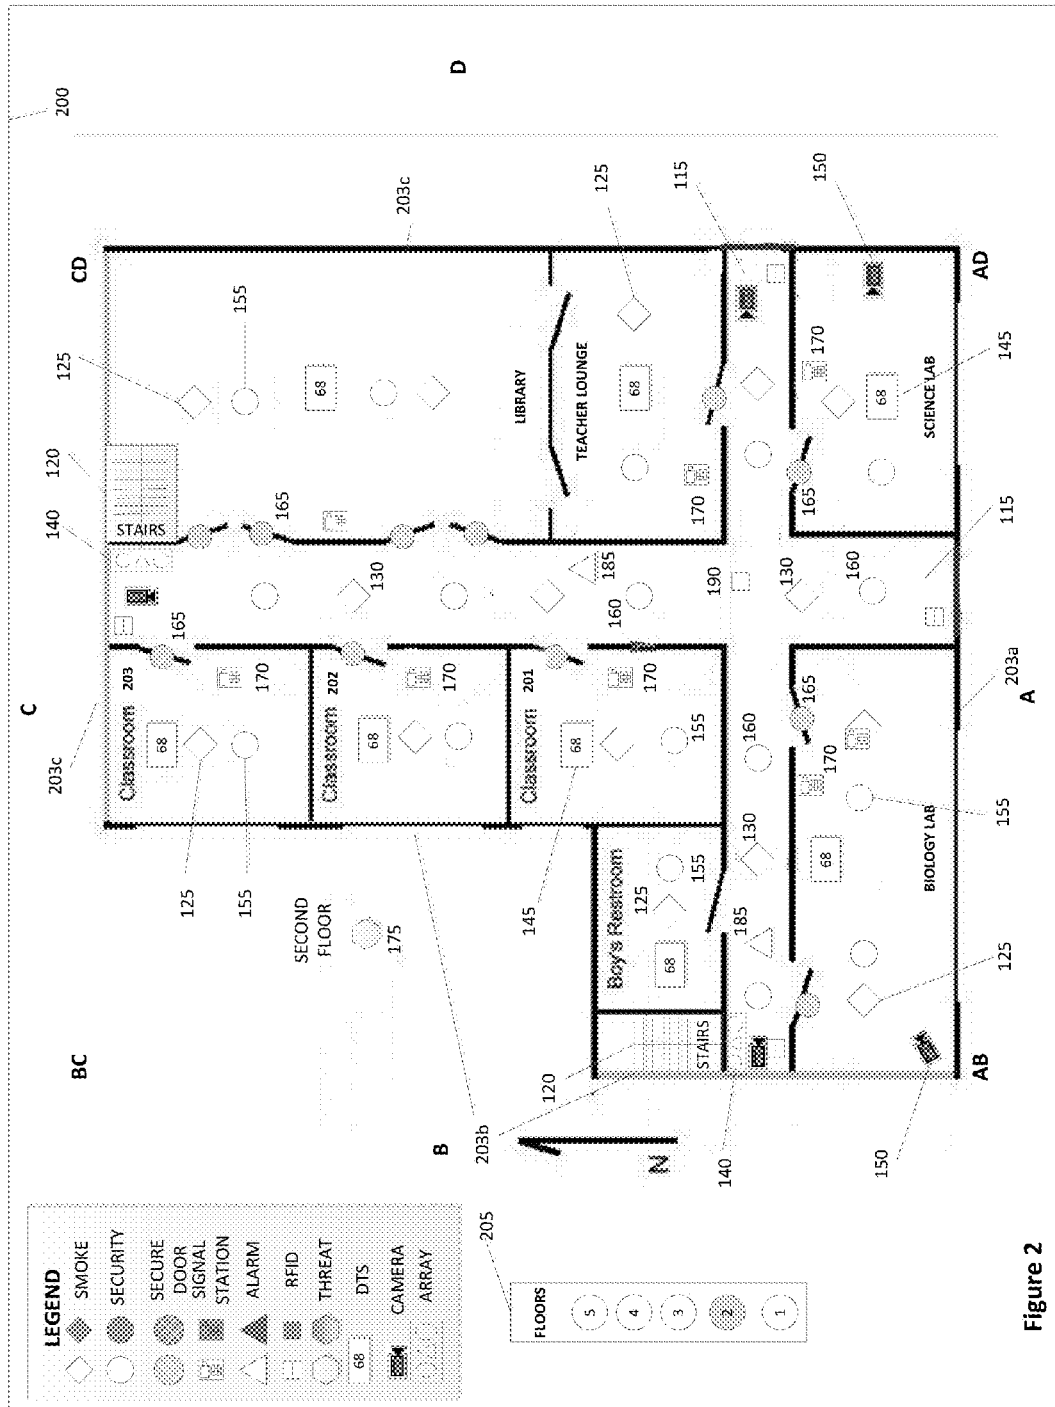 200
D
CD
203c
125
115
150
AD
155
125
170
145
68
68
68
LIBRARY
TEACHER LOUNGE
SCIENCE LAB
120
140
STAIRS
165
170
165
115
130
185
190
130
160
160
165
C
203c
Classroom 203
Classroom 202
Classroom 201
170
170
170
68
68
68
155
165
160
170
203a
A
125
155
SECOND
FLOOR
175
145
Boy's Restroom
125
155
68
130
185
68
155
BIOLOGY LAB
125
BC
120
STAIRS
AB
B
203b
N
140
150
LEGEND
SMOKE
SECURITY
SECURE
DOOR
SIGNAL
STATION
ALARM
RFID
THREAT
68
DTS
CAMERA
ARRAY
205
FLOORS
5
4
3
2
1
Figure 2